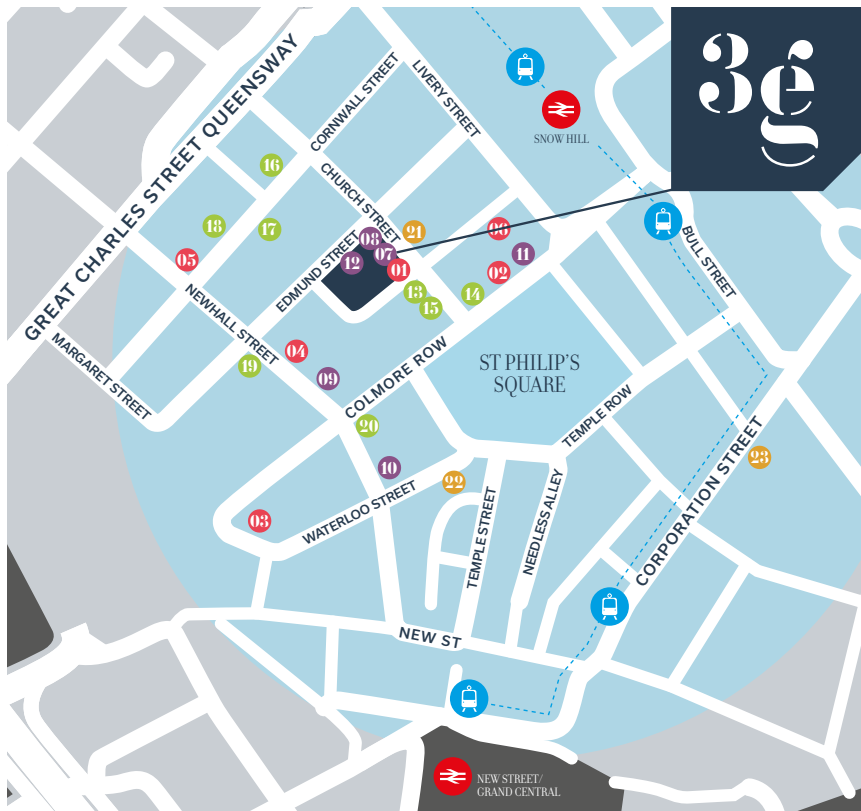 3g
SNOW HILL
GREAT CHARLES STREET QUEENSWAY
CORNWALL STREET
LIVERY STREET
CHURCH STREET
BULL STREET
EDMUND STREET
NEWHALL STREET
MARGARET STREET
COLMORE ROW
ST PHILIP'S
SQUARE
TEMPLE ROW
WATERLOO STREET
TEMPLE STREET
NEEDLESS ALLEY
CORPORATION STREET
NEW ST
NEW STREET/
GRAND CENTRAL
16
18
17
05
08
07
12
01
21
06
11
02
13
15
14
04
19
09
20
10
22
23
03